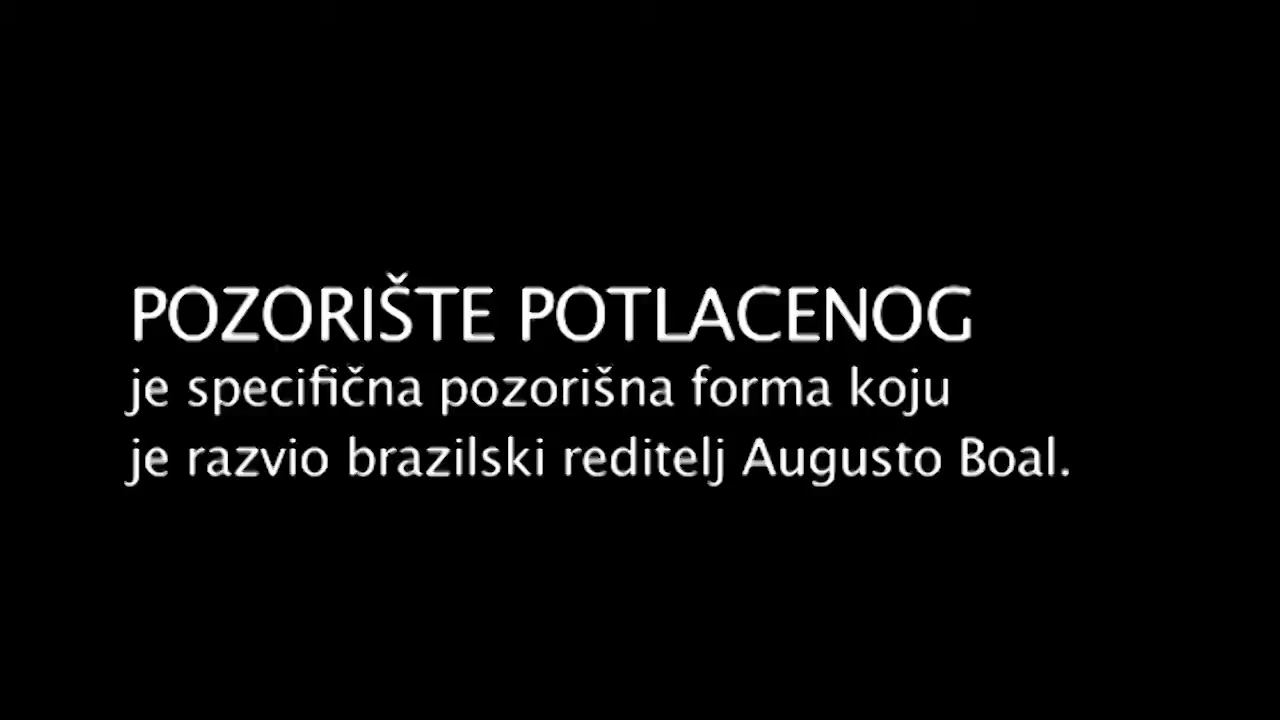 POZORIŠTE POTLACENOG
je specifična pozorišna forma koju
je razvio brazilski reditelj Augusto Boal.